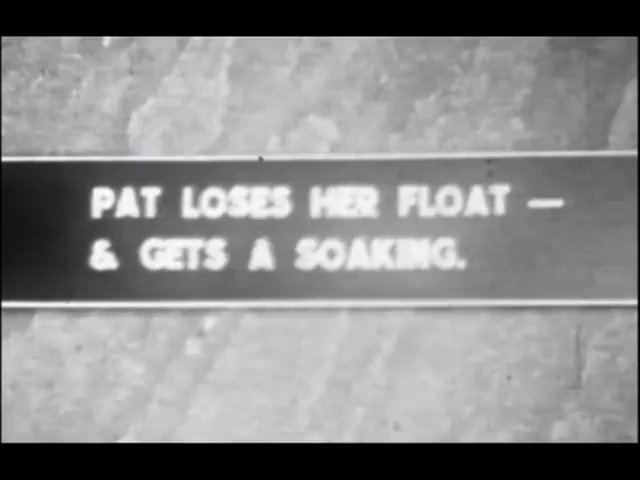 PAT LOSES HER FLOAT —
& GETS A SOAKING.